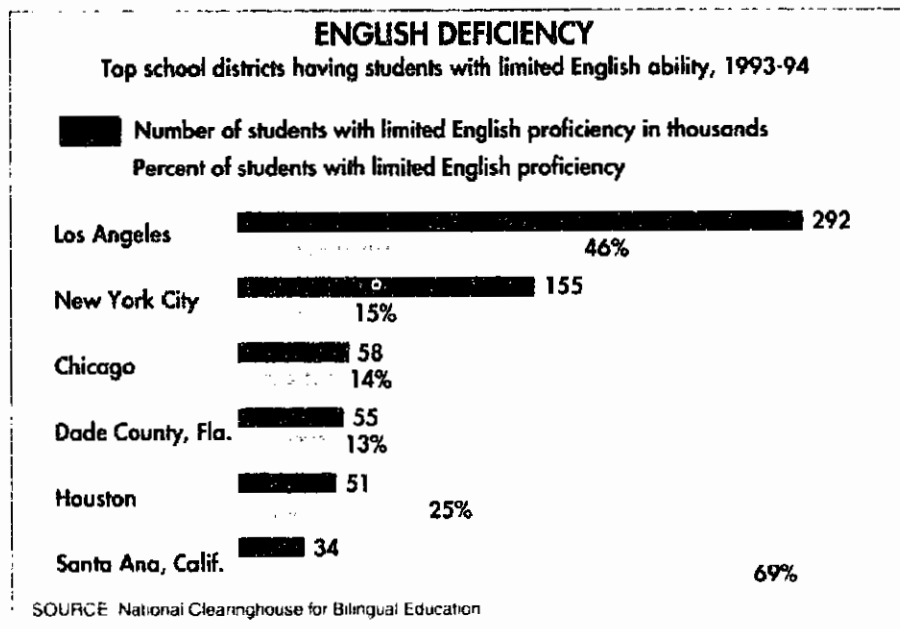 ENGLISH DEFICIENCY
Top school districts having students with limited English ability, 1993-94
Number of students with limited English proficiency in thousands
Percent of students with limited English proficiency
Los Angeles 292
46%
New York City 155
15%
Chicago 58
14%
Dade County, Fla. 55
13%
Houston 51
25%
Santa Ana, Calif. 34
69%
SOURCE National Clearinghouse for Bilingual Education